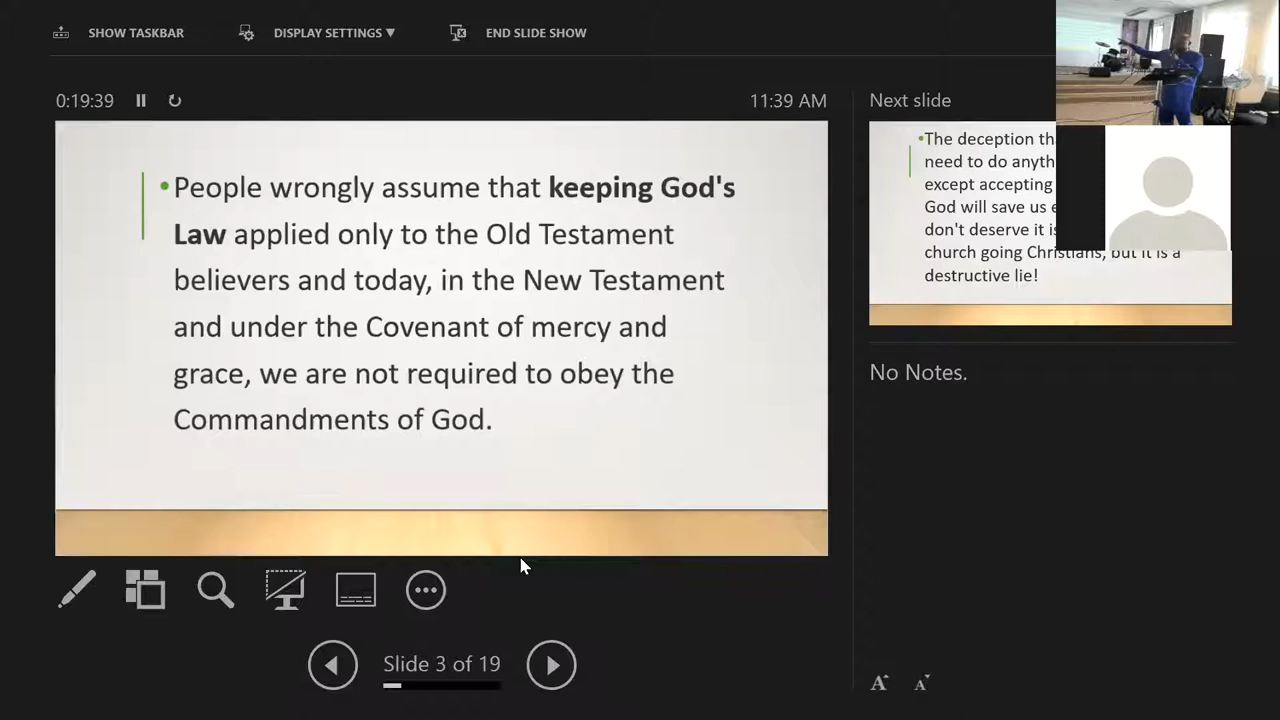 SHOW TASKBAR
DISPLAY SETTINGS ▼
END SLIDE SHOW
0:19:39
11:39 AM
•People wrongly assume that keeping God's
Law applied only to the Old Testament
believers and today, in the New Testament
and under the Covenant of mercy and
grace, we are not required to obey the
Commandments of God.
Slide 3 of 19
Next slide
•The deception
need to do
except accepting
God will save us
don't deserve it
church going Christians, but it is a
destructive lie!
No Notes.
A A